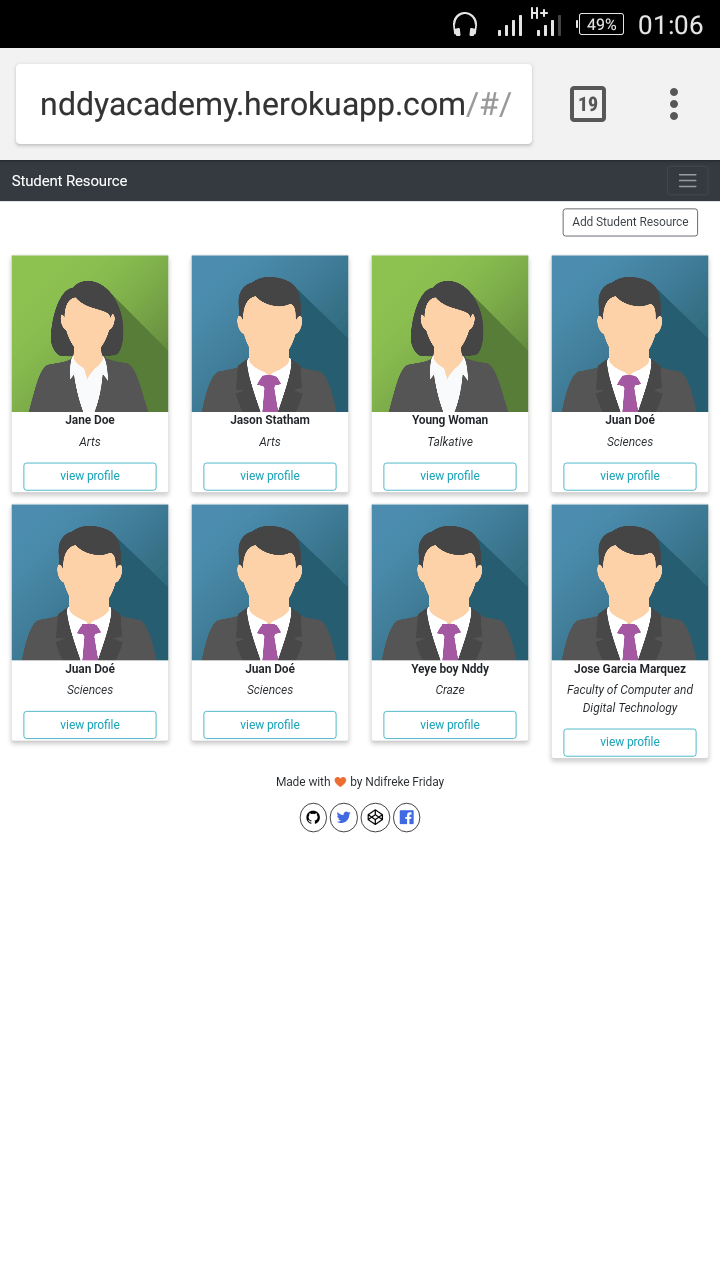 H+
49%
01:06
nddyacademy.herokuapp.com/#/
19
Student Resource
Add Student Resource
Jane Doe
Arts
view profile
Jason Statham
Arts
view profile
Young Woman
Talkative
view profile
Juan Doé
Sciences
view profile
Juan Doé
Sciences
view profile
Juan Doé
Sciences
view profile
Yeye boy Nddy
Craze
view profile
Jose Garcia Marquez
Faculty of Computer and
Digital Technology
view profile
Made with 🧡 by Ndifreke Friday